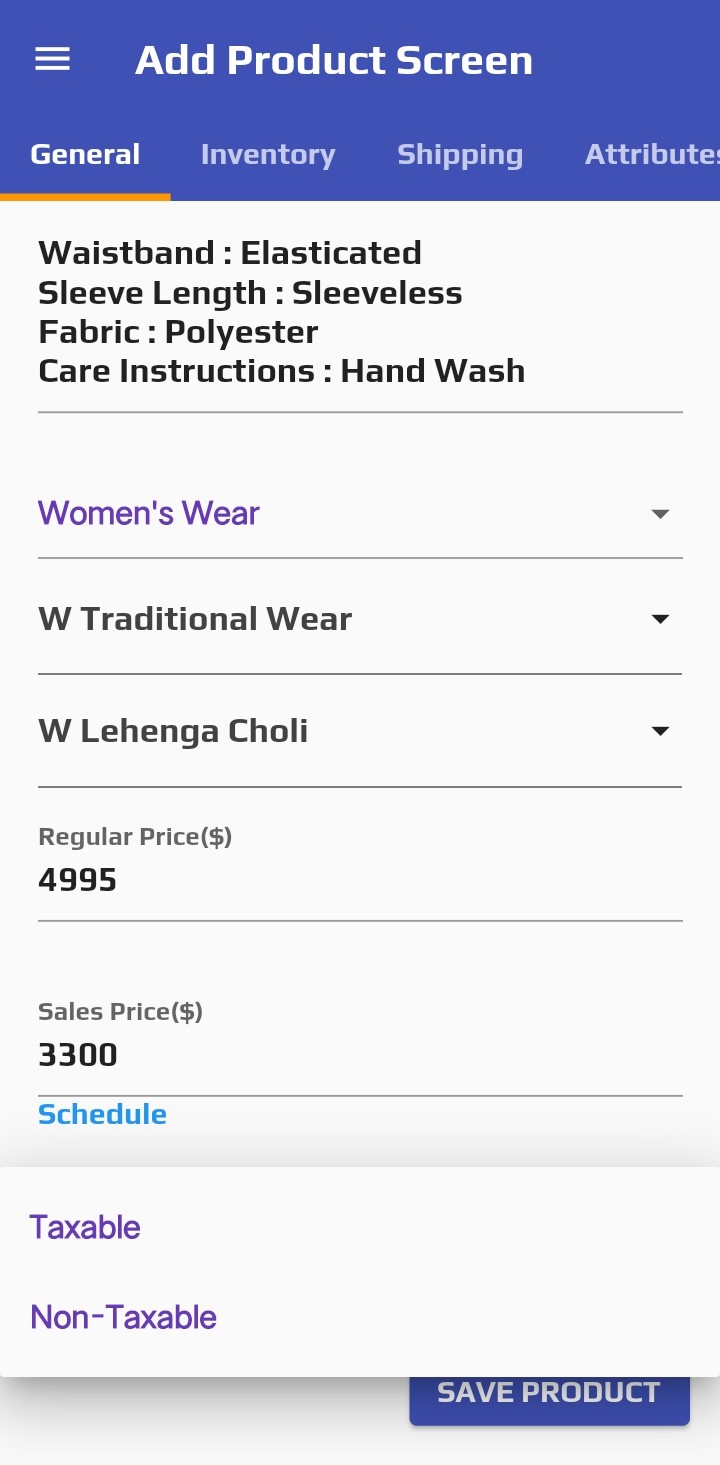 Add Product Screen
General Inventory Shipping Attributes
Waistband : Elasticated
Sleeve Length : Sleeveless
Fabric : Polyester
Care Instructions : Hand Wash
Women's Wear
W Traditional Wear
W Lehenga Choli
Regular Price($)
4995
Sales Price($)
3300
Schedule
Taxable
Non-Taxable
SAVE PRODUCT